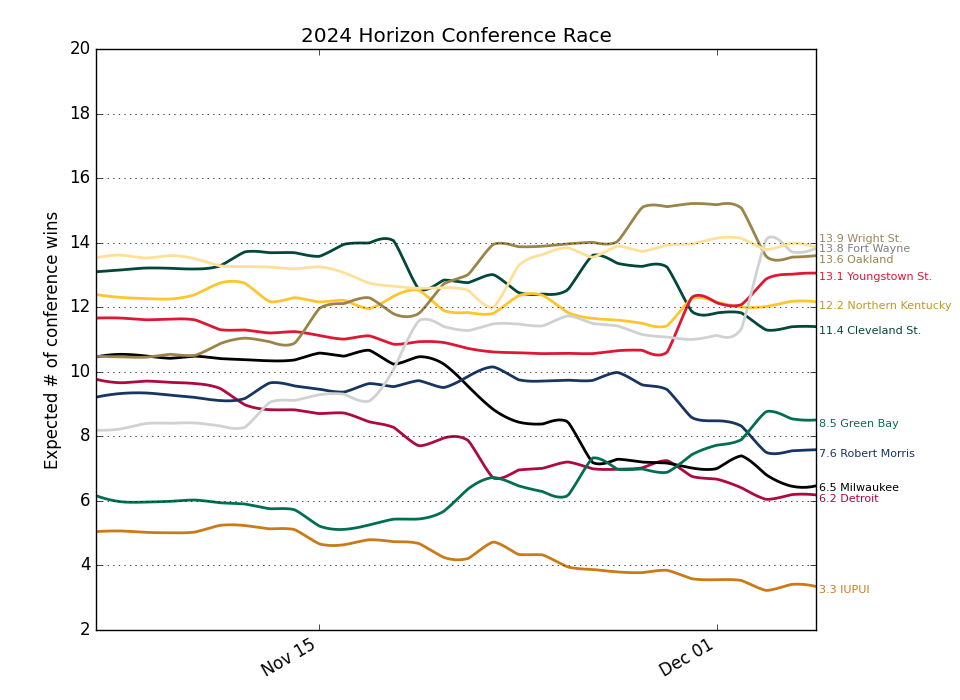 2024 Horizon Conference Race
Expected # of conference wins
20
18
16
14
12
10
8
6
4
2
13.9 Wright St.
13.8 Fort Wayne
13.6 Oakland
13.1 Youngstown St.
12.2 Northern Kentucky
11.4 Cleveland St.
8.5 Green Bay
7.6 Robert Morris
6.5 Milwaukee
6.2 Detroit
3.3 IUPUI
Nov 15
Dec 01